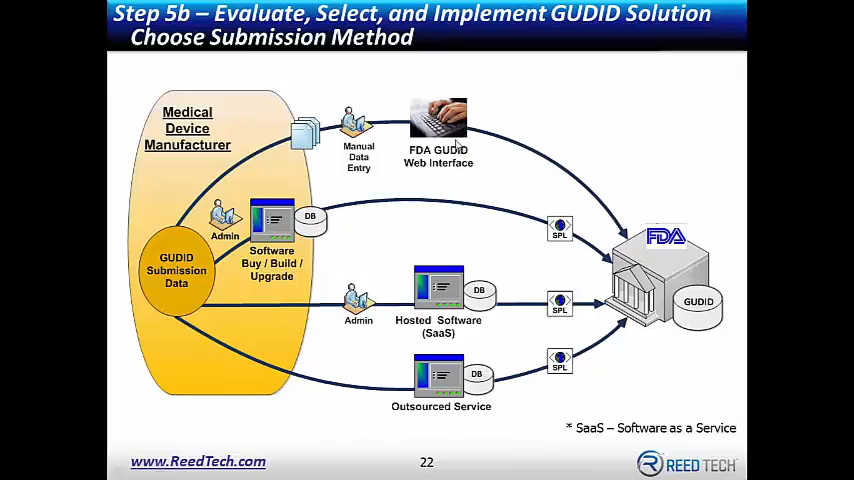 Step 5b – Evaluate, Select, and Implement GUDID Solution
Choose Submission Method
Medical
Device
Manufacturer
Manual
Data
Entry
FDA GUDID
Web Interface
Admin
DB
Software
Buy / Build /
Upgrade
SPL
GUDID
Submission
Data
FDA
GUDID
Admin
DB
Hosted Software
(SaaS)
SPL
DB
Outsourced Service
SPL
* SaaS – Software as a Service
www.ReedTech.com
22
REED TECH